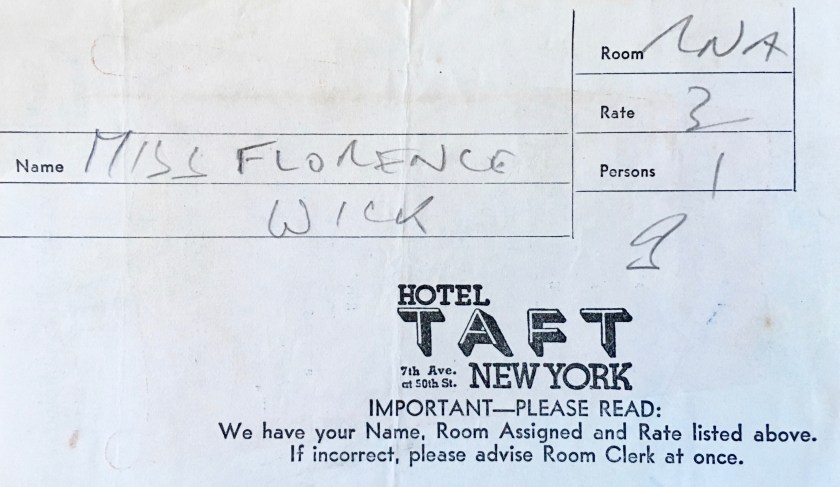 Room RNA
Rate 3
Name MISS FLORENCE
Persons 1
WICK
HOTEL
TAFT
7th Ave.
at 50th St. NEW YORK
IMPORTANT—PLEASE READ:
We have your Name, Room Assigned and Rate listed above.
If incorrect, please advise Room Clerk at once.